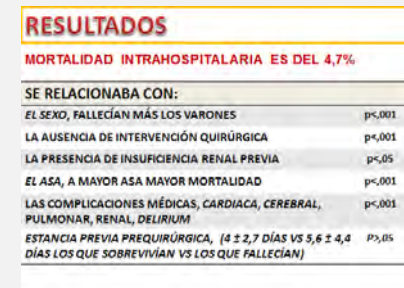 RESULTADOS
MORTALIDAD INTRAHOSPITALARIA ES DEL 4,7%
SE RELACIONABA CON:
EL SEXO, FALLECÍAN MÁS LOS VARONES p<,001
LA AUSENCIA DE INTERVENCIÓN QUIRÚRGICA p<,001
LA PRESENCIA DE INSUFICIENCIA RENAL PREVIA p<,05
EL ASA, A MAYOR ASA MAYOR MORTALIDAD p<,001
LAS COMPLICACIONES MÉDICAS, CARDIACA, CEREBRAL, p<,001
PULMONAR, RENAL, DELIRIUM
ESTANCIA PREVIA PREQUIRÚRGICA, (4 ± 2,7 DÍAS VS 5,6 ± 4,4 P>,05
DÍAS LOS QUE SOBREVIVÍAN VS LOS QUE FALLECÍAN)